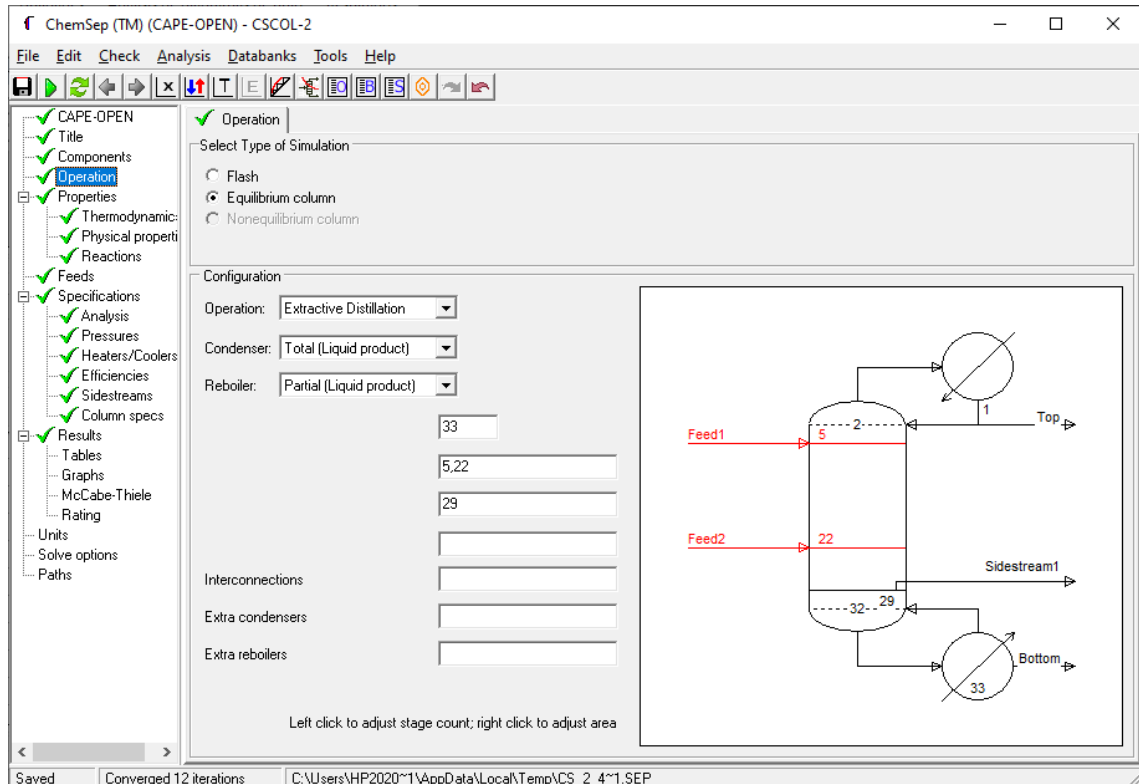 ChemSep (TM) (CAPE-OPEN) - CSCOL-2
File Edit Check Analysis Databanks Tools Help
CAPE-OPEN
Title
Components
Operation
Properties
Thermodynamic:
Physical properti
Reactions
Feeds
Specifications
Analysis
Pressures
Heaters/Coolers
Efficiencies
Sidestreams
Column specs
Results
Tables
Graphs
McCabe-Thiele
Rating
Units
Solve options
Paths
Operation
Select Type of Simulation
Flash
Equilibrium column
Nonequilibrium column
Configuration
Operation: Extractive Distillation
Condenser: Total (Liquid product)
Reboiler: Partial (Liquid product)
33
5,22
29
Interconnections
Extra condensers
Extra reboilers
Left click to adjust stage count; right click to adjust area
1
2
Top
Feed1 5
Feed2 22
Sidestream1
29
32
Bottom
33
Saved Converged 12 iterations C:\Users\HP2020~1\AppData\Local\Temp\CS_2_4~1.SEP